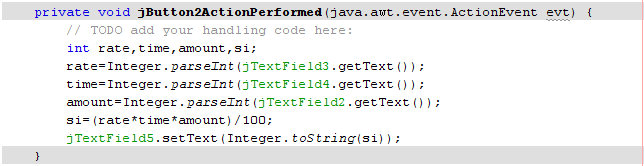 private void jButton2ActionPerformed(java.awt.event.ActionEvent evt) {
// TODO add your handling code here:
int rate,time,amount,si;
rate=Integer.parseInt(jTextField3.getText());
time=Integer.parseInt(jTextField4.getText());
amount=Integer.parseInt(jTextField2.getText());
si=(rate*time*amount)/100;
jTextField5.setText(Integer.toString(si));
}